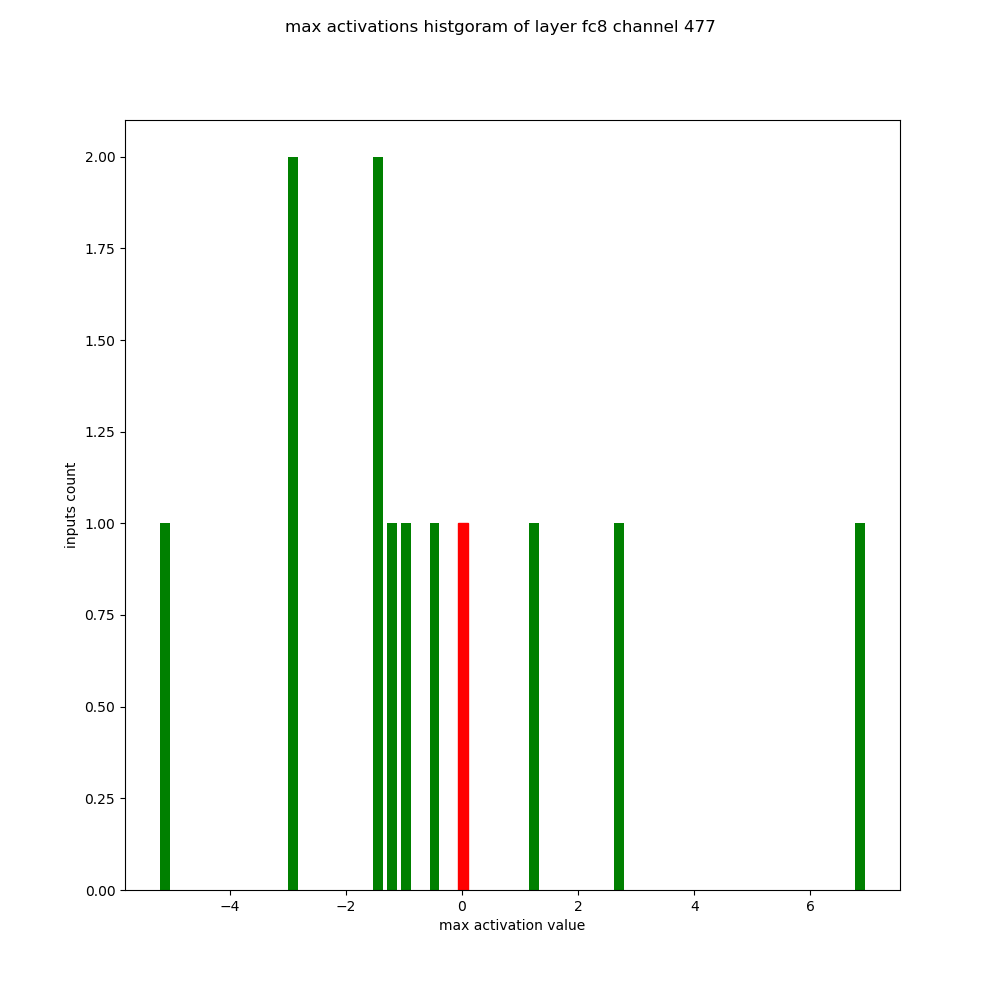 max activations histgoram of layer fc8 channel 477
2.00
1.75
1.50
1.25
1.00
0.75
0.50
0.25
0.00
inputs count
−4 −2 0 2 4 6
max activation value